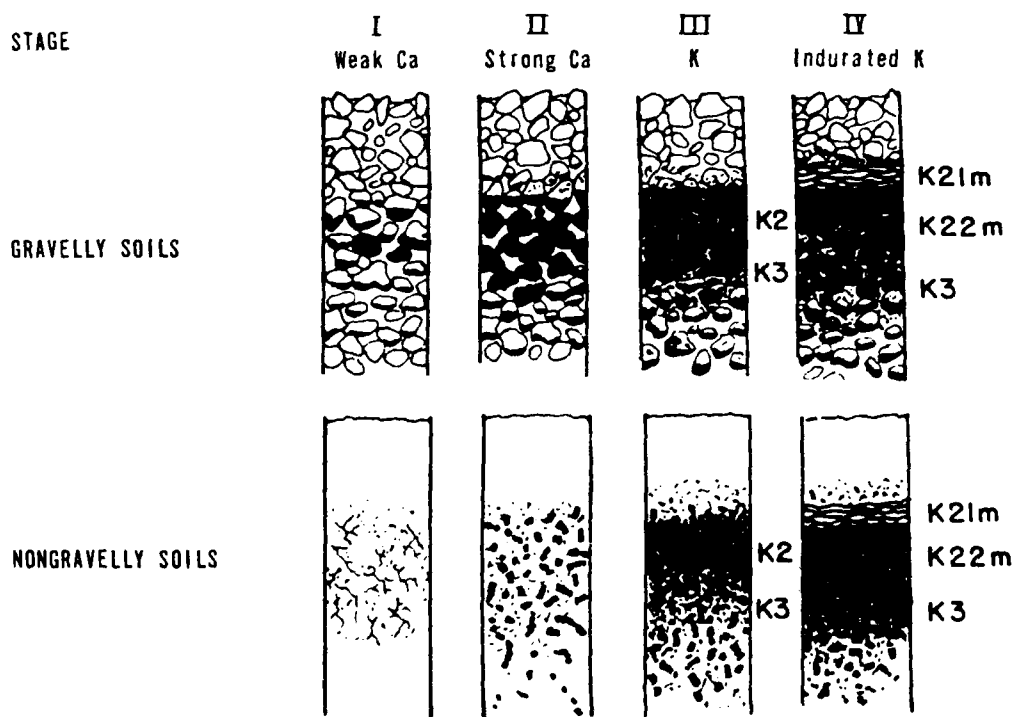 STAGE
I II III IV
Weak Ca Strong Ca K Indurated K
GRAVELLY SOILS
K2
K3
K21m
K22m
K3
NONGRAVELLY SOILS
K2
K3
K21m
K22m
K3